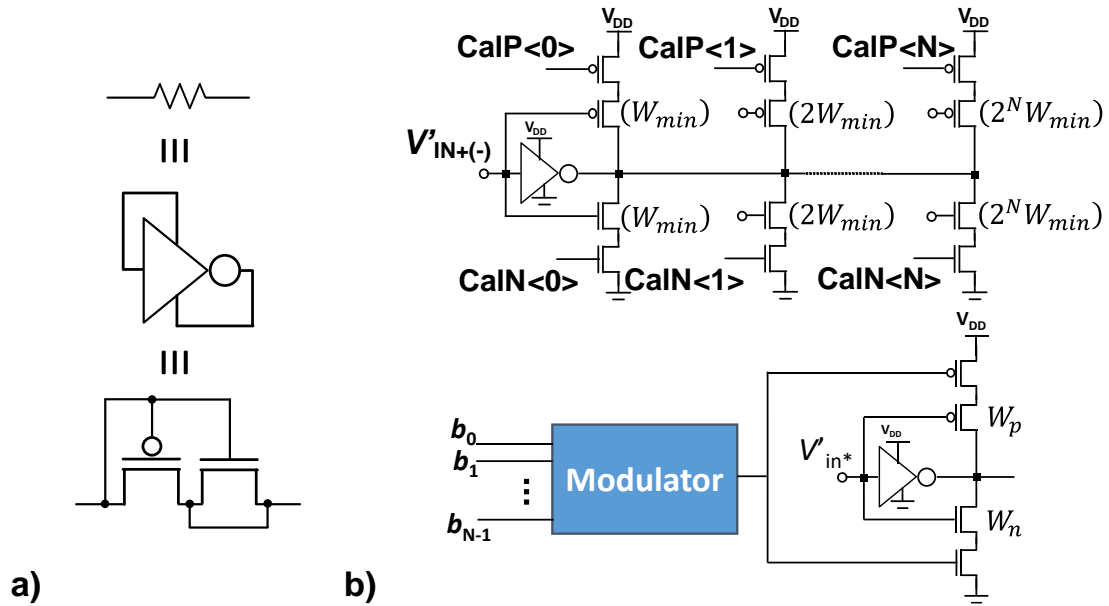 V_DD V_DD V_DD
CalP<0> CalP<1> CalP<N>
(W_min) (2W_min) (2^N W_min)
V_DD
V'_IN+(-)
(W_min) (2W_min) (2^N W_min)
CalN<0> CalN<1> CalN<N>
V_DD
b_0
b_1
⋮
b_N-1
Modulator
W_p
V_DD
V'_in*
W_n
a)
b)